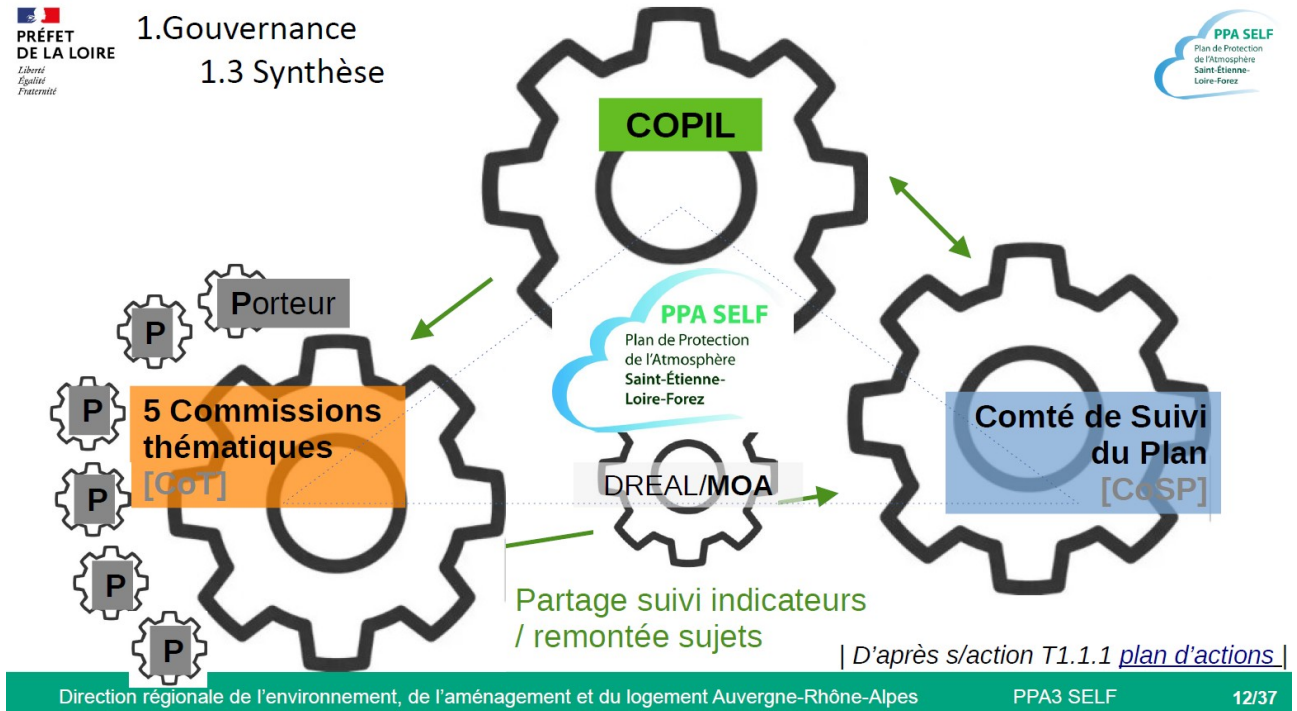 PRÉFET
DE LA LOIRE
Liberté
Égalité
Fraternité
1.Gouvernance
1.3 Synthèse
PPA SELF
Plan de Protection
de l'Atmosphère
Saint-Étienne-
Loire-Forez
COPIL
Porteur
P
P
P
P
P
5 Commissions
thématiques
[CoT]
PPA SELF
Plan de Protection
de l'Atmosphère
Saint-Étienne-
Loire-Forez
DREAL/MOA
Comté de Suivi
du Plan
[CoSP]
Partage suivi indicateurs
/ remontée sujets
| D'après s/action T1.1.1 plan d'actions |
Direction régionale de l'environnement, de l'aménagement et du logement Auvergne-Rhône-Alpes
PPA3 SELF
12/37